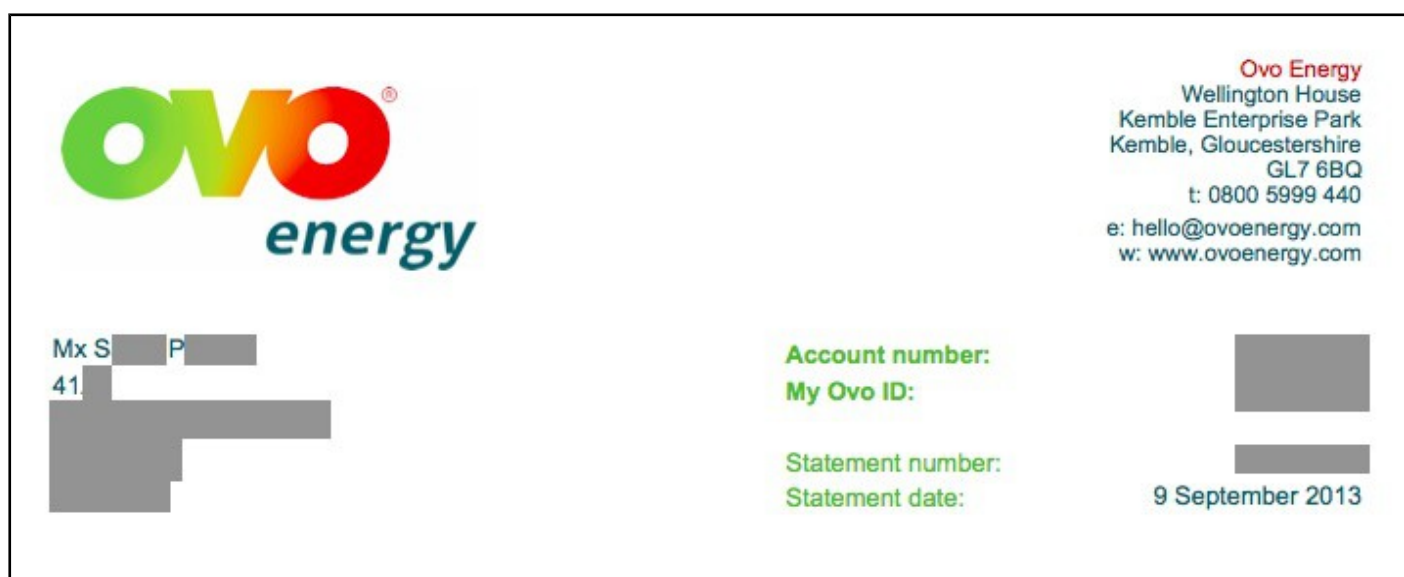 ovo®
energy
Ovo Energy
Wellington House
Kemble Enterprise Park
Kemble, Gloucestershire
GL7 6BQ
t: 0800 5999 440
e: hello@ovoenergy.com
w: www.ovoenergy.com
Mx S P
41
Account number:
My Ovo ID:
Statement number:
Statement date: 9 September 2013